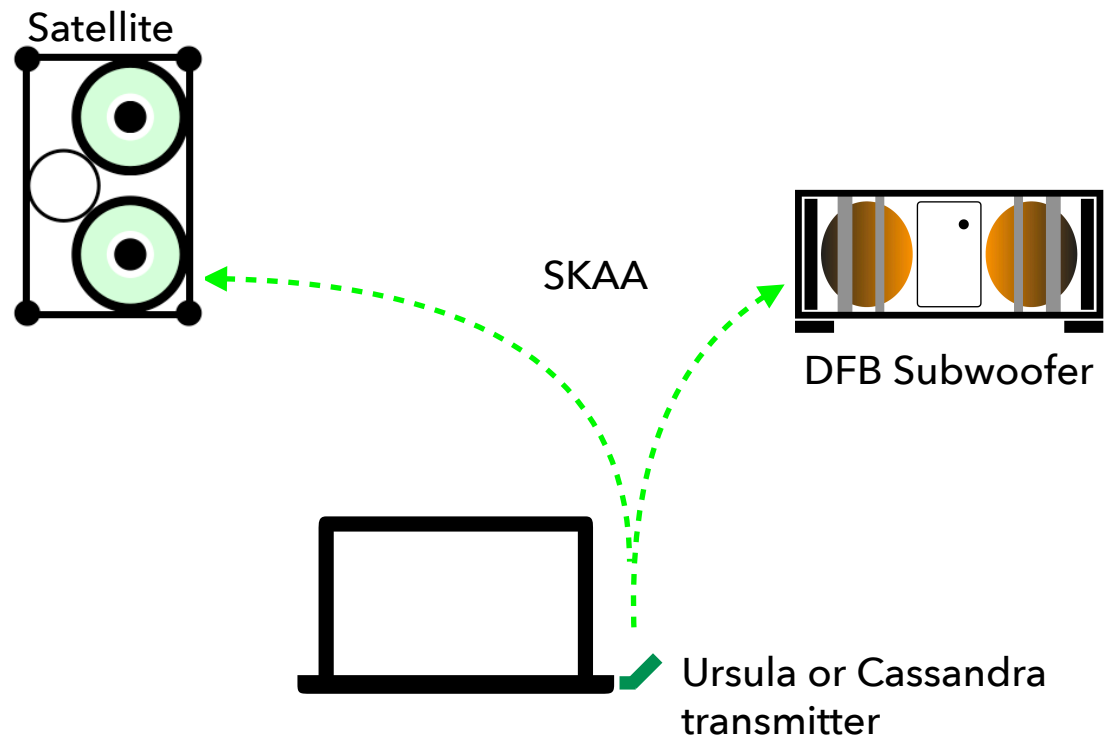 Satellite
SKAA
DFB Subwoofer
Ursula or Cassandra
transmitter